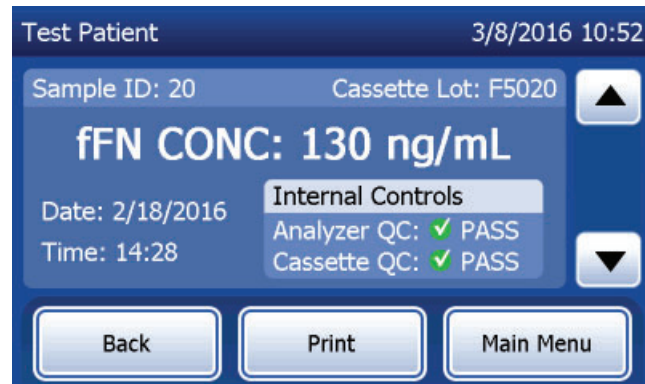 Test Patient 3/8/2016 10:52
Sample ID: 20 Cassette Lot: F5020
fFN CONC: 130 ng/mL
Date: 2/18/2016
Time: 14:28
Internal Controls
Analyzer QC: PASS
Cassette QC: PASS
Back Print Main Menu